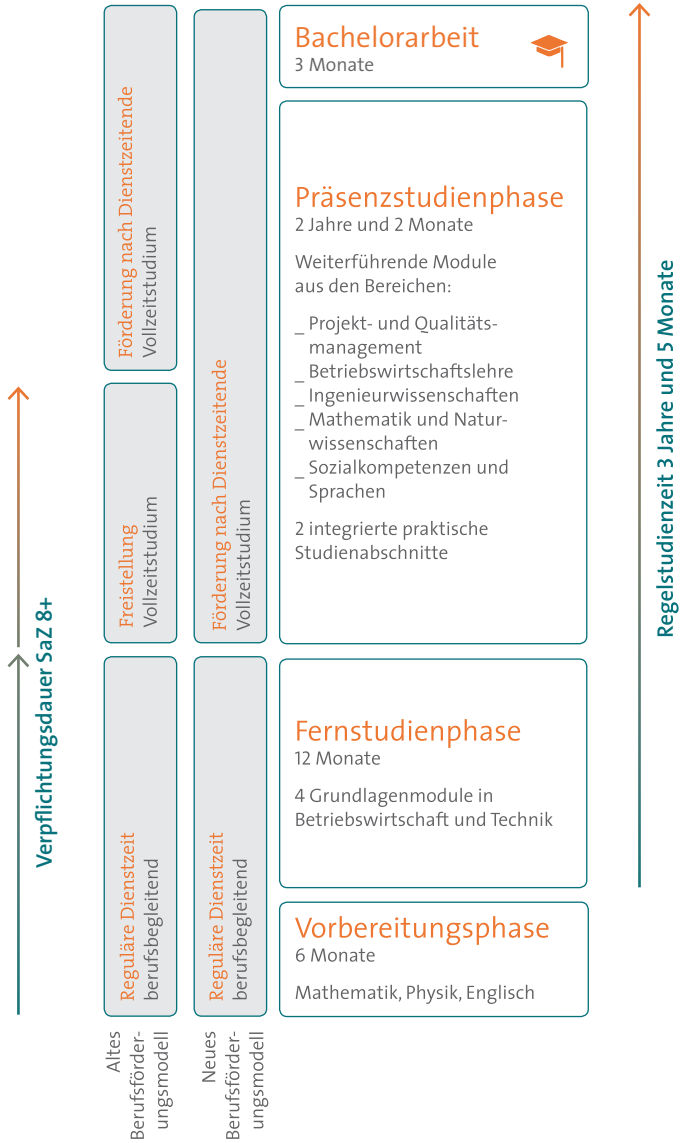 Bachelorarbeit
3 Monate
Präsenzstudienphase
2 Jahre und 2 Monate
Weiterführende Module
aus den Bereichen:
_ Projekt- und Qualitäts-
management
_ Betriebswirtschaftslehre
_ Ingenieurwissenschaften
_ Mathematik und Natur-
wissenschaften
_ Sozialkompetenzen und
Sprachen
2 integrierte praktische
Studienabschnitte
Fernstudienphase
12 Monate
4 Grundlagenmodule in
Betriebswirtschaft und Technik
Vorbereitungsphase
6 Monate
Mathematik, Physik, Englisch
Verpflichtungsdauer SaZ 8+
Förderung nach Dienstzeitende
Vollzeitstudium
Freistellung
Vollzeitstudium
Reguläre Dienstzeit
berufsbegleitend
Altes
Berufsförder-
ungsmodell
Förderung nach Dienstzeitende
Vollzeitstudium
Reguläre Dienstzeit
berufsbegleitend
Neues
Berufsförder-
ungsmodell
Regelstudienzeit 3 Jahre und 5 Monate